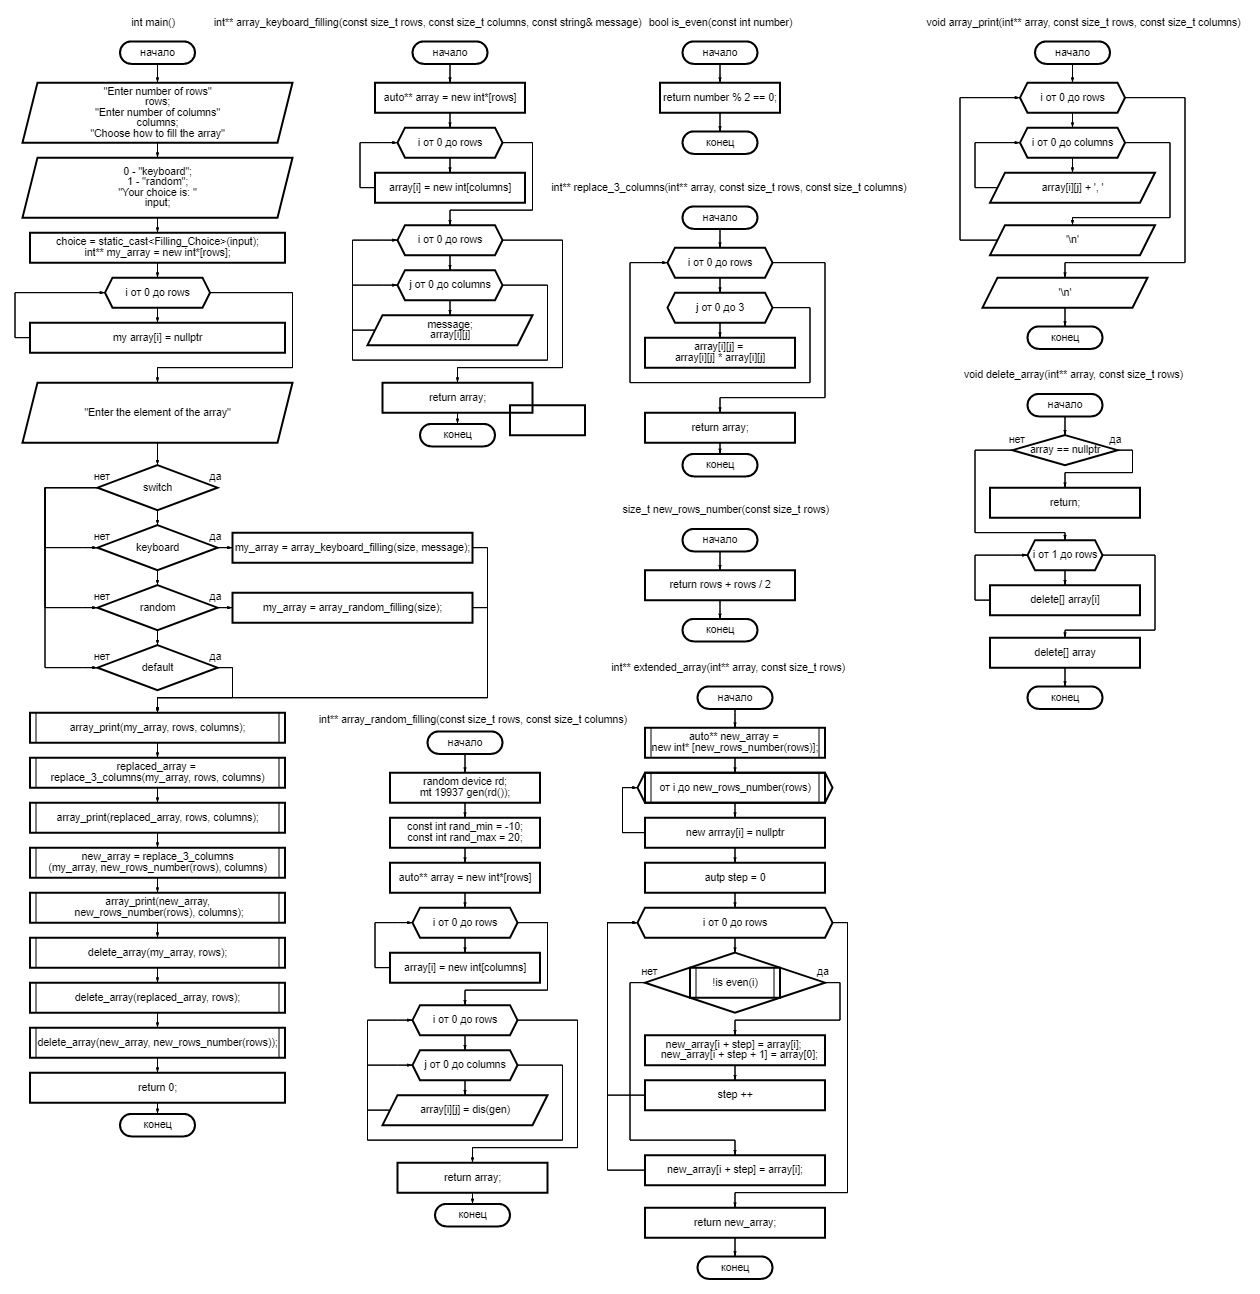 int main()
начало
"Enter number of rows"
rows;
"Enter number of columns"
columns;
"Choose how to fill the array"
0 - "keyboard";
1 - "random";
"Your choice is: "
input;
choice = static_cast<Filling_Choice>(input);
int** my_array = new int*[rows];
i от 0 до rows
my array[i] = nullptr
"Enter the element of the array"
нет
да
switch
нет
да
keyboard
my_array = array_keyboard_filling(size, message);
нет
да
random
my_array = array_random_filling(size);
нет
да
default
array_print(my_array, rows, columns);
replaced_array =
replace_3_columns(my_array, rows, columns)
array_print(replaced_array, rows, columns);
new_array = replace_3_columns
(my_array, new_rows_number(rows), columns)
array_print(new_array,
new_rows_number(rows), columns);
delete_array(my_array, rows);
delete_array(replaced_array, rows);
delete_array(new_array, new_rows_number(rows));
return 0;
конец
int** array_keyboard_filling(const size_t rows, const size_t columns, const string& message)
начало
auto** array = new int*[rows]
i от 0 до rows
array[i] = new int[columns]
i от 0 до rows
j от 0 до columns
message;
array[i][j]
return array;
конец
int** array_random_filling(const size_t rows, const size_t columns)
начало
random device rd;
mt 19937 gen(rd());
const int rand_min = -10;
const int rand_max = 20;
auto** array = new int*[rows]
i от 0 до rows
array[i] = new int[columns]
i от 0 до rows
j от 0 до columns
array[i][j] = dis(gen)
return array;
конец
bool is_even(const int number)
начало
return number % 2 == 0;
конец
int** replace_3_columns(int** array, const size_t rows, const size_t columns)
начало
i от 0 до rows
j от 0 до 3
array[i][j] =
array[i][j] * array[i][j]
return array;
конец
size_t new_rows_number(const size_t rows)
начало
return rows + rows / 2
конец
int** extended_array(int** array, const size_t rows)
начало
auto** new_array =
new int* [new_rows_number(rows)];
от i до new_rows_number(rows)
new arrray[i] = nullptr
autp step = 0
i от 0 до rows
нет
да
!is even(i)
new_array[i + step] = array[i];
new_array[i + step + 1] = array[0];
step ++
new_array[i + step] = array[i];
return new_array;
конец
void array_print(int** array, const size_t rows, const size_t columns)
начало
i от 0 до rows
i от 0 до columns
array[i][j] + ', '
'\n'
'\n'
конец
void delete_array(int** array, const size_t rows)
начало
нет
да
array == nullptr
return;
i от 1 до rows
delete[] array[i]
delete[] array
конец